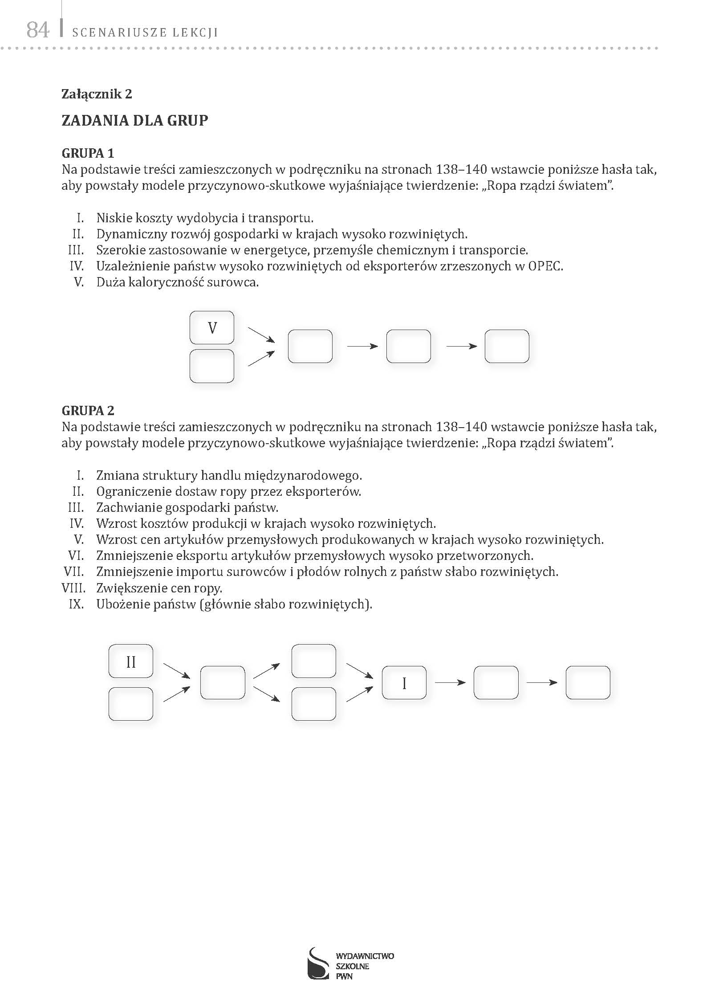 84 SCENARIUSZE LEKCJI
Załącznik 2
ZADANIA DLA GRUP
GRUPA 1
Na podstawie treści zamieszczonych w podręczniku na stronach 138–140 wstawcie poniższe hasła tak,
aby powstały modele przyczynowo-skutkowe wyjaśniające twierdzenie: „Ropa rządzi światem”.
I. Niskie koszty wydobycia i transportu.
II. Dynamiczny rozwój gospodarki w krajach wysoko rozwiniętych.
III. Szerokie zastosowanie w energetyce, przemyśle chemicznym i transporcie.
IV. Uzależnienie państw wysoko rozwiniętych od eksporterów zrzeszonych w OPEC.
V. Duża kaloryczność surowca.
V
GRUPA 2
Na podstawie treści zamieszczonych w podręczniku na stronach 138–140 wstawcie poniższe hasła tak,
aby powstały modele przyczynowo-skutkowe wyjaśniające twierdzenie: „Ropa rządzi światem”.
I. Zmiana struktury handlu międzynarodowego.
II. Ograniczenie dostaw ropy przez eksporterów.
III. Zachwianie gospodarki państw.
IV. Wzrost kosztów produkcji w krajach wysoko rozwiniętych.
V. Wzrost cen artykułów przemysłowych produkowanych w krajach wysoko rozwiniętych.
VI. Zmniejszenie eksportu artykułów przemysłowych wysoko przetworzonych.
VII. Zmniejszenie importu surowców i płodów rolnych z państw słabo rozwiniętych.
VIII. Zwiększenie cen ropy.
IX. Ubożenie państw (głównie słabo rozwiniętych).
II
I
WYDAWNICTWO
SZKOLNE
PWN